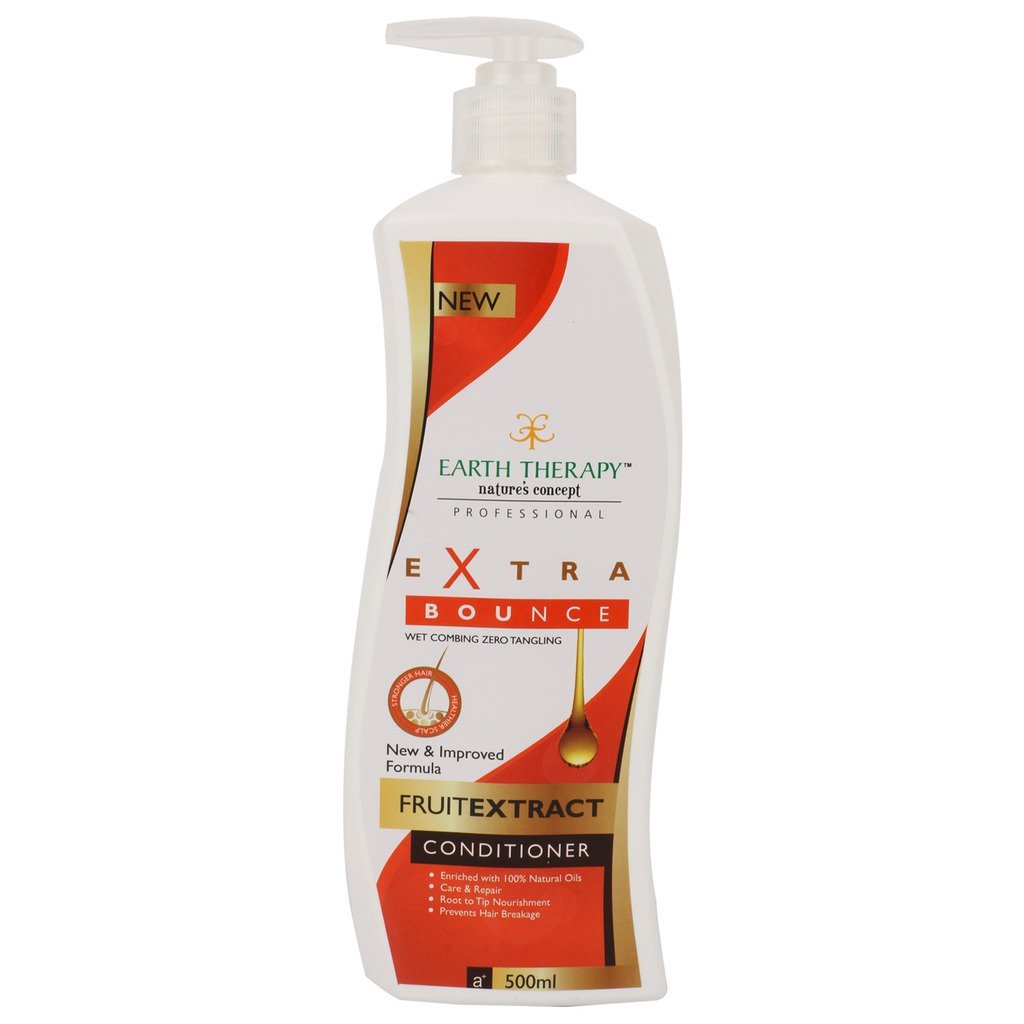 NEW
EARTH THERAPY™
nature's concept
PROFESSIONAL
EXTRA
BOUNCE
WET COMBING ZERO TANGLING
STRONGER HAIR
HEALTHIER SCALP
New & Improved
Formula
FRUITEXTRACT
CONDITIONER
• Enriched with 100% Natural Oils
• Care & Repair
• Root to Tip Nourishment
• Prevents Hair Breakage
a+ 500ml